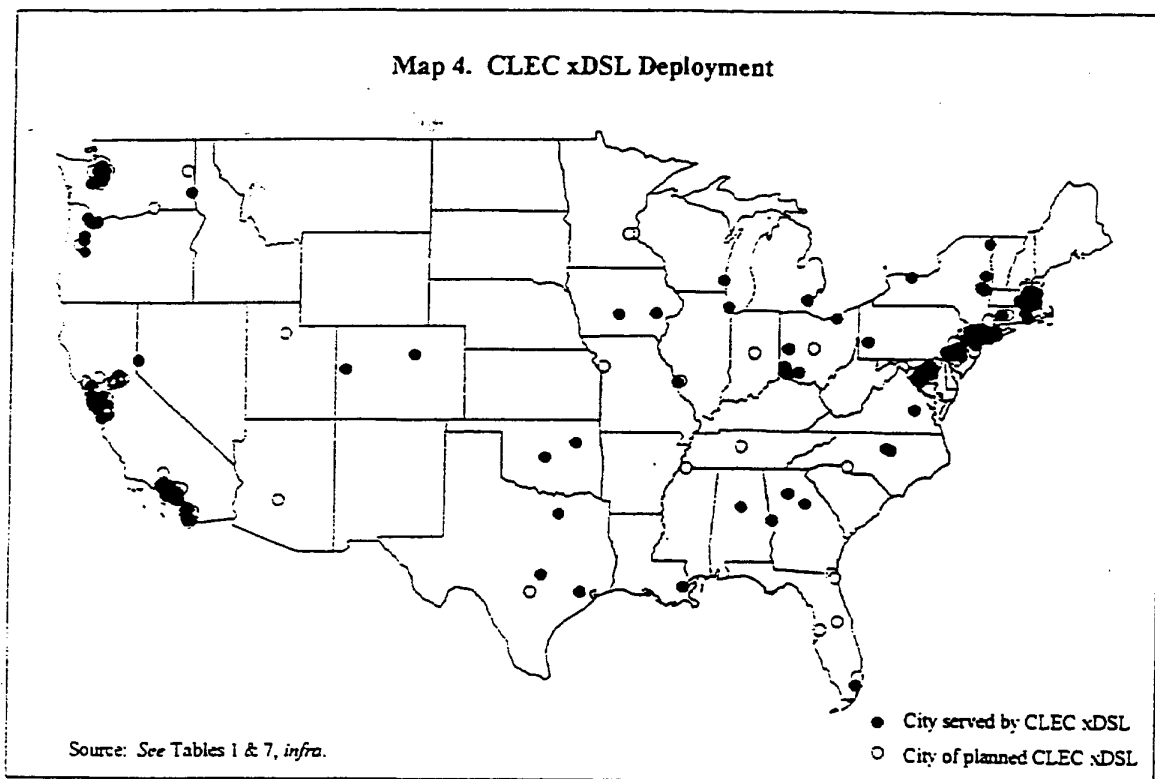 Map 4. CLEC xDSL Deployment
City served by CLEC xDSL
City of planned CLEC xDSL
Source: See Tables 1 & 7, infra.